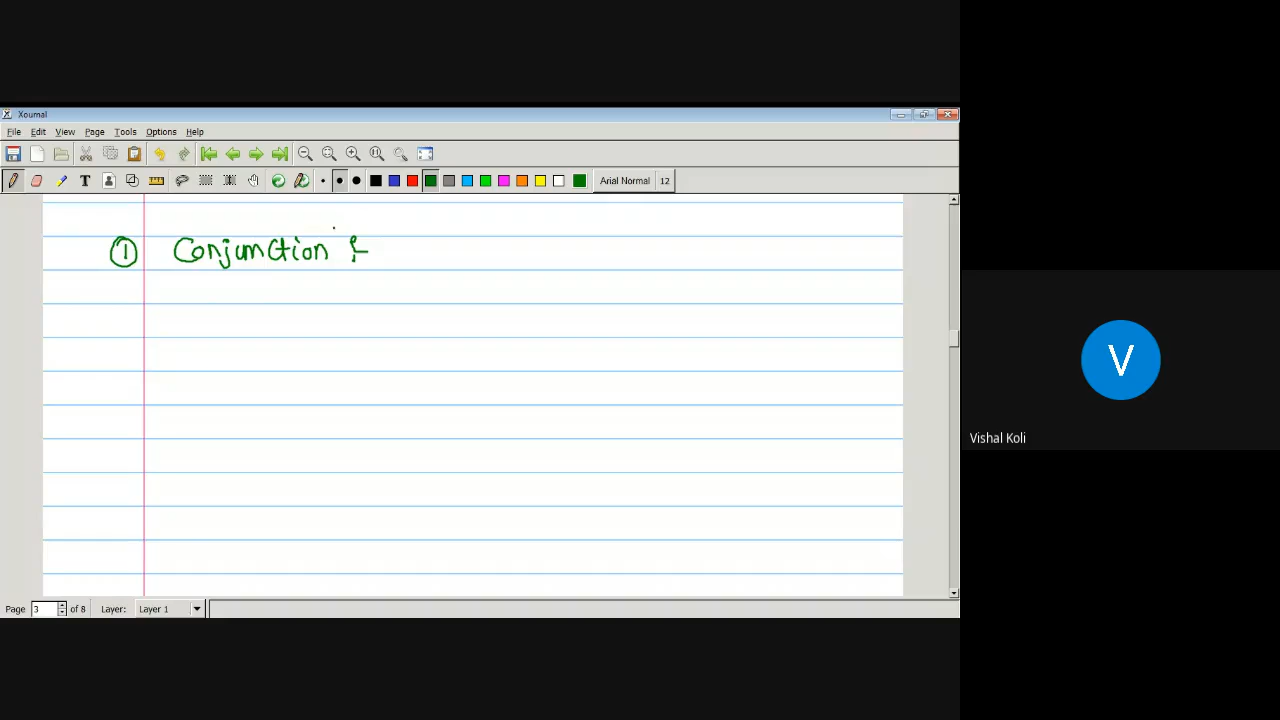 Xournal
File Edit View Page Tools Options Help
T Arial Normal 12
① Conjunction :-
V
Vishal Koli
Page 3 of 8 Layer: Layer 1